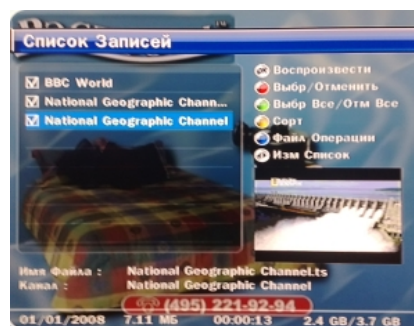 Список Записей
BBC World
National Geographic Chann...
National Geographic Channel
OK Воспроизвести
Выбр/Отменить
Выбр Все/Отм Все
Сорт
Файл Операции
Изм Список
Имя Файла : National Geographic Channel.ts
Канал : National Geographic Channel
(495) 221-92-94
01/01/2008 7.11 МБ 00:00:13 2.4 GB/3.7 GB